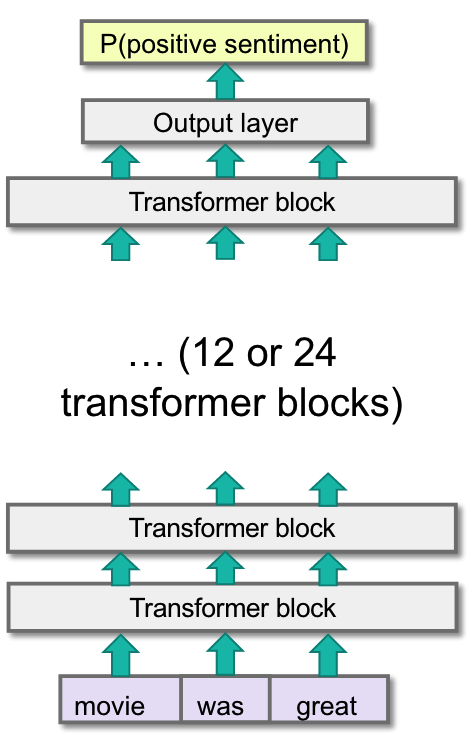 P(positive sentiment)
Output layer
Transformer block
… (12 or 24
transformer blocks)
Transformer block
Transformer block
movie was great